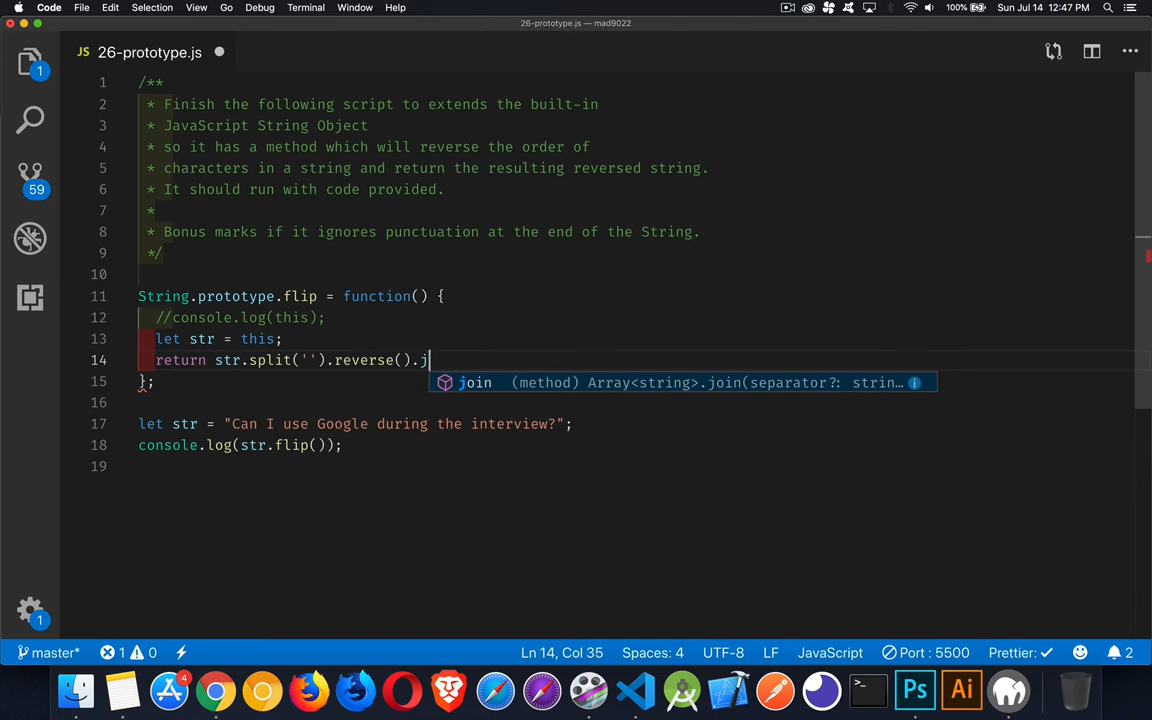 Code File Edit Selection View Go Debug Terminal Window Help 100% Sun Jul 14 12:47 PM
26-prototype.js — mad9022
JS 26-prototype.js
1 /**
2 * Finish the following script to extends the built-in
3 * JavaScript String Object
4 * so it has a method which will reverse the order of
5 * characters in a string and return the resulting reversed string.
6 * It should run with code provided.
7 *
8 * Bonus marks if it ignores punctuation at the end of the String.
9 */
10
11 String.prototype.flip = function() {
12 //console.log(this);
13 let str = this;
14 return str.split('').reverse().j
join (method) Array<string>.join(separator?: strin…
15 };
16
17 let str = "Can I use Google during the interview?";
18 console.log(str.flip());
19
1
59
1
master* 1 0 Ln 14, Col 35 Spaces: 4 UTF-8 LF JavaScript Port : 5500 Prettier: 2
4
>_
Ps
Ai